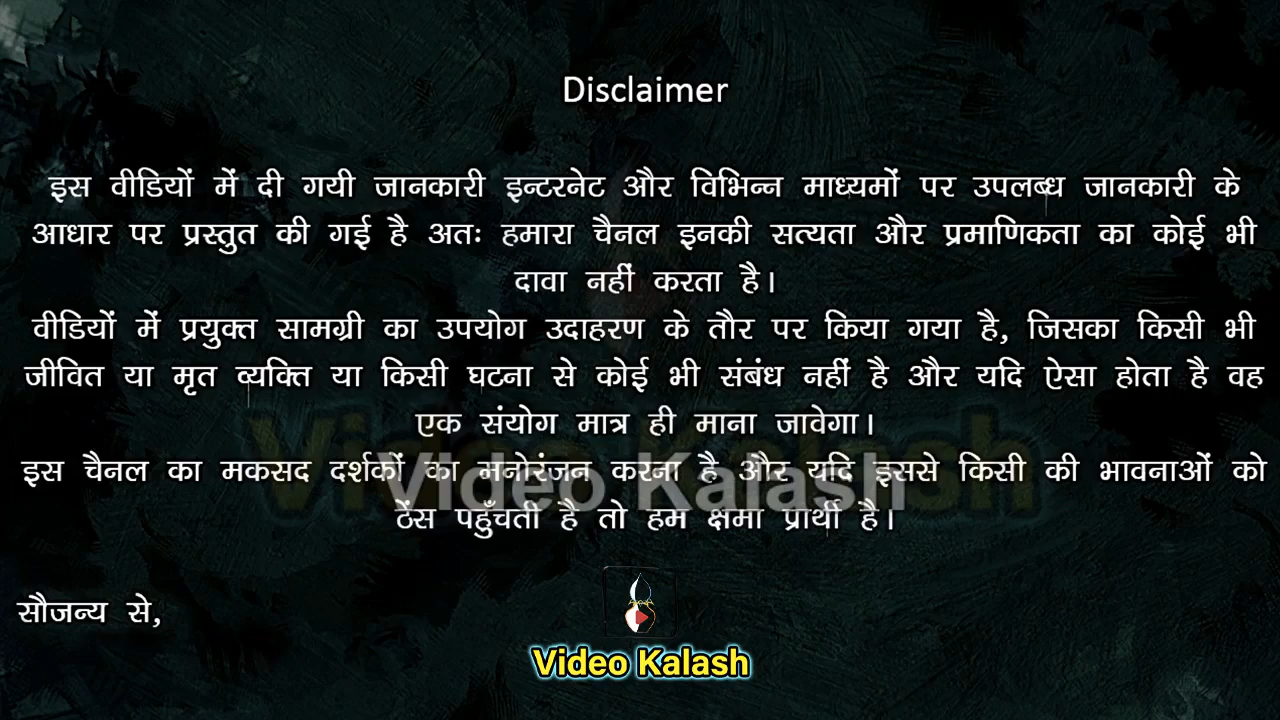 Disclaimer
इस वीडियों में दी गयी जानकारी इन्टरनेट और विभिन्न माध्यमों पर उपलब्ध जानकारी के
आधार पर प्रस्तुत की गई है अतः हमारा चैनल इनकी सत्यता और प्रमाणिकता का कोई भी
दावा नहीं करता है।
वीडियों में प्रयुक्त सामग्री का उपयोग उदाहरण के तौर पर किया गया है, जिसका किसी भी
जीवित या मृत व्यक्ति या किसी घटना से कोई भी संबंध नहीं है और यदि ऐसा होता है वह
एक संयोग मात्र ही माना जावेगा।
इस चैनल का मकसद दर्शकों का मनोरंजन करना है और यदि इससे किसी की भावनाओं को
ठेंस पहुँचती है तो हम क्षमा प्रार्थी है।
Video Kalash
सौजन्य से,
Video Kalash